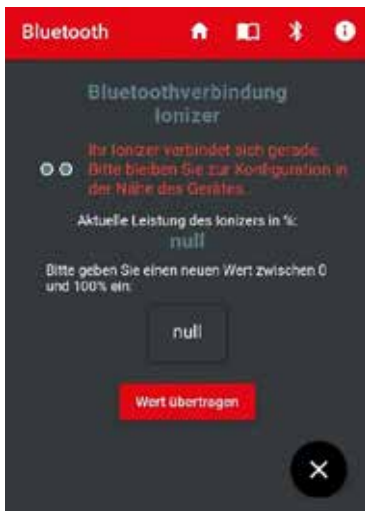 Bluetooth
Bluetoothverbindung
Ionizer
Ihr Ionizer verbindet sich gerade.
Bitte bleiben Sie zur Konfiguration in
der Nähe des Gerätes.
Aktuelle Leistung des Ionizers in %:
null
Bitte geben Sie einen neuen Wert zwischen 0
und 100% ein:
null
Wert übertragen